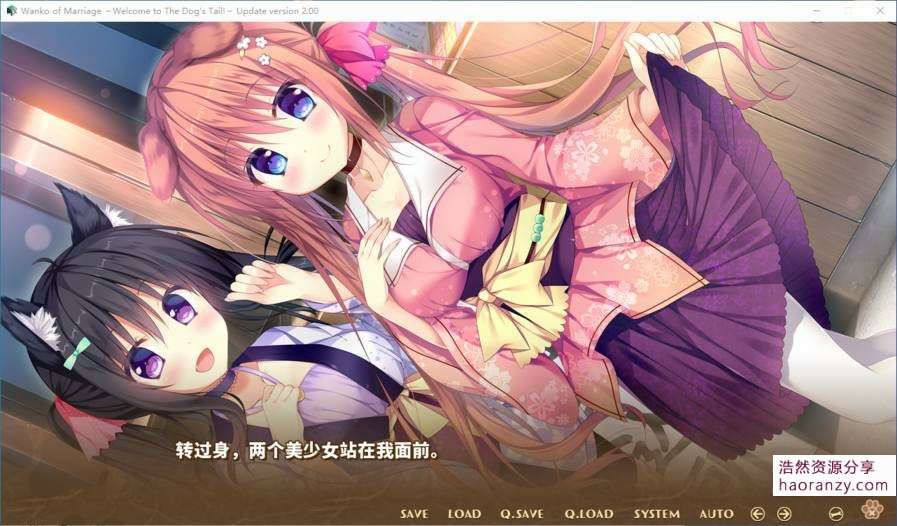 Wanko of Marriage ~Welcome to The Dog's Tail!~ Update version 2.00
转过身，两个美少女站在我面前。
浩然资源分享
haoranzy.com
SAVE LOAD Q.SAVE Q.LOAD SYSTEM AUTO